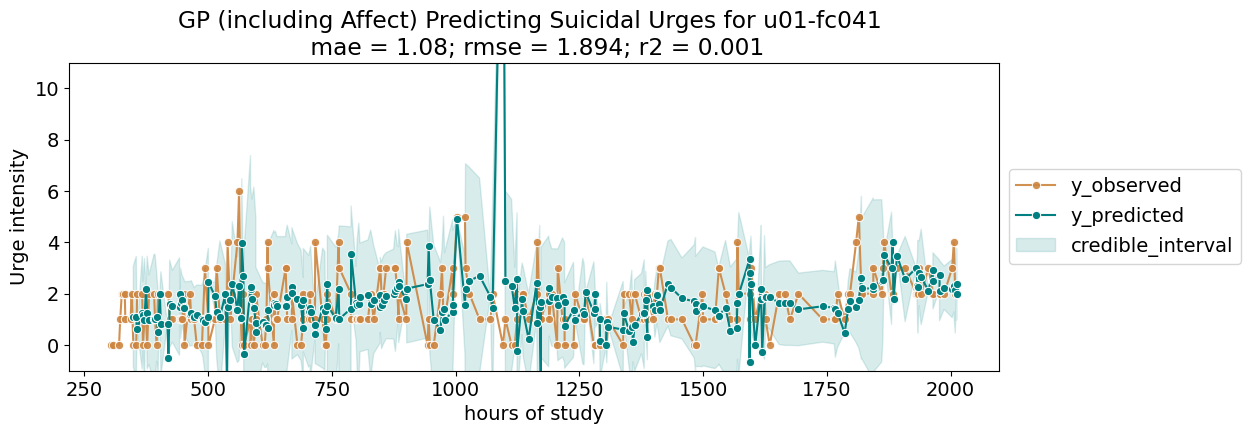 GP (including Affect) Predicting Suicidal Urges for u01-fc041
mae = 1.08; rmse = 1.894; r2 = 0.001
Urge intensity
10
8
6
4
2
0
250
500
750
1000
1250
1500
1750
2000
hours of study
y_observed
y_predicted
credible_interval